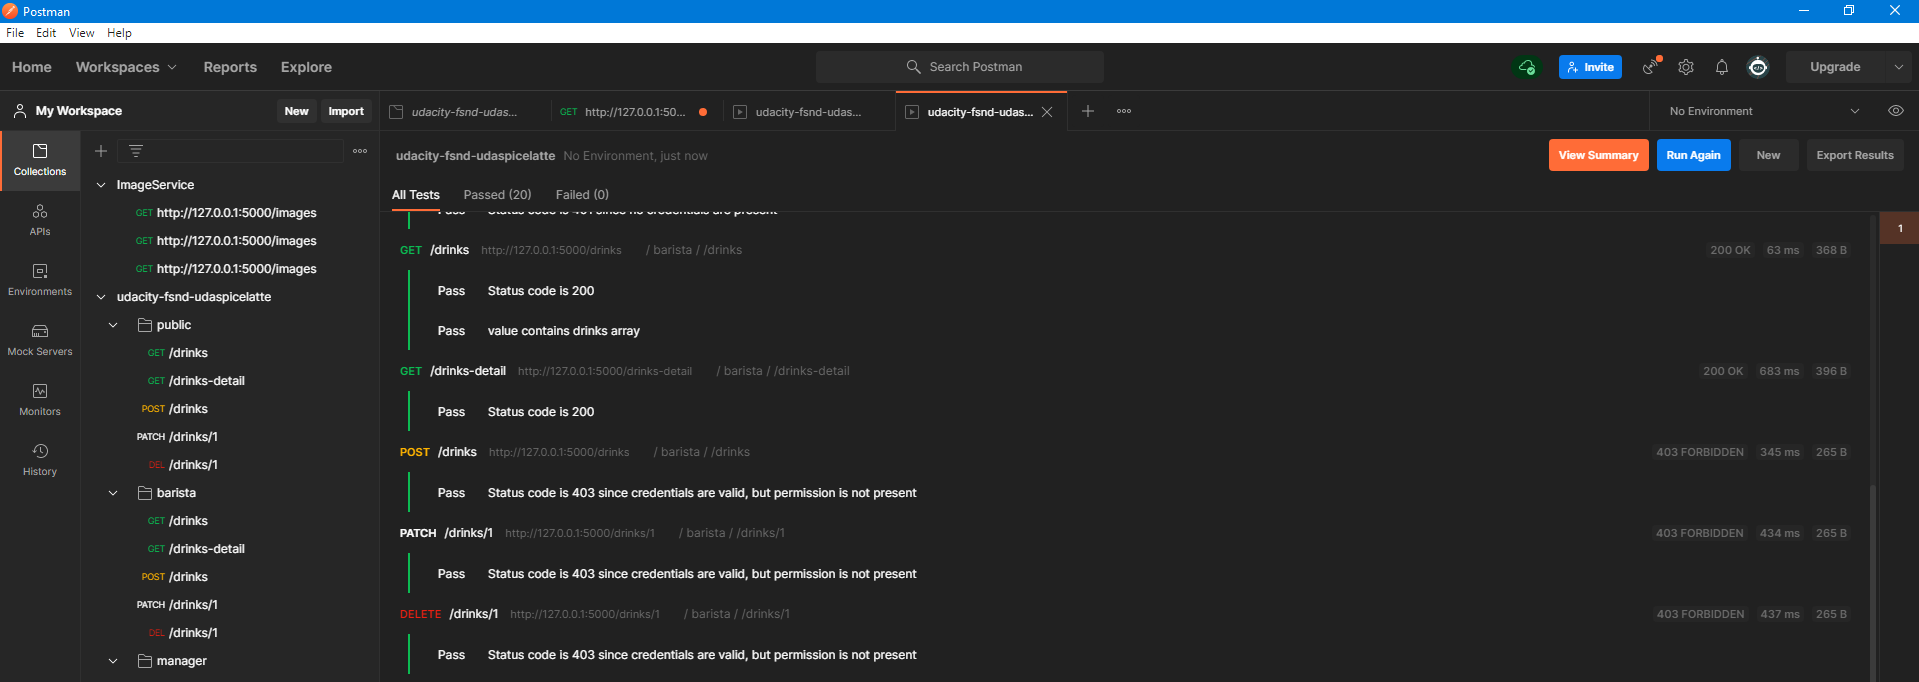 Postman
File Edit View Help
Home Workspaces Reports Explore Search Postman Invite Upgrade
My Workspace New Import
udacity-fsnd-udas... GET http://127.0.0.1:50... udacity-fsnd-udas... udacity-fsnd-udas... No Environment
Collections
APIs
Environments
Mock Servers
Monitors
History
ImageService
GET http://127.0.0.1:5000/images
GET http://127.0.0.1:5000/images
GET http://127.0.0.1:5000/images
udacity-fsnd-udaspicelatte
public
GET /drinks
GET /drinks-detail
POST /drinks
PATCH /drinks/1
DEL /drinks/1
barista
GET /drinks
GET /drinks-detail
POST /drinks
PATCH /drinks/1
DEL /drinks/1
manager
udacity-fsnd-udaspicelatte No Environment, just now View Summary Run Again New Export Results
All Tests Passed (20) Failed (0)
Pass Status code is 401 since no credentials are present
1
GET /drinks http://127.0.0.1:5000/drinks / barista / /drinks 200 OK 63 ms 368 B
Pass Status code is 200
Pass value contains drinks array
GET /drinks-detail http://127.0.0.1:5000/drinks-detail / barista / /drinks-detail 200 OK 683 ms 396 B
Pass Status code is 200
POST /drinks http://127.0.0.1:5000/drinks / barista / /drinks 403 FORBIDDEN 345 ms 265 B
Pass Status code is 403 since credentials are valid, but permission is not present
PATCH /drinks/1 http://127.0.0.1:5000/drinks/1 / barista / /drinks/1 403 FORBIDDEN 434 ms 265 B
Pass Status code is 403 since credentials are valid, but permission is not present
DELETE /drinks/1 http://127.0.0.1:5000/drinks/1 / barista / /drinks/1 403 FORBIDDEN 437 ms 265 B
Pass Status code is 403 since credentials are valid, but permission is not present